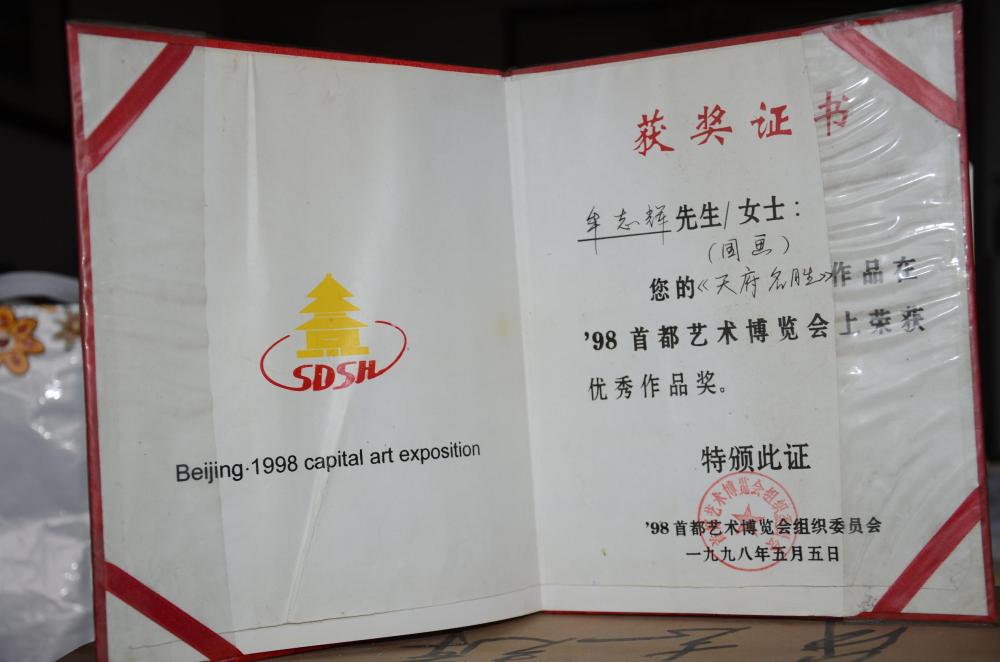 SDSH
Beijing·1998 capital art exposition
获奖证书
牟志辉先生/女士：
（国画）
您的《天府名胜》作品在
'98首都艺术博览会上荣获
优秀作品奖。
特颁此证
'98首都艺术博览会组织委员会
一九九八年五月五日